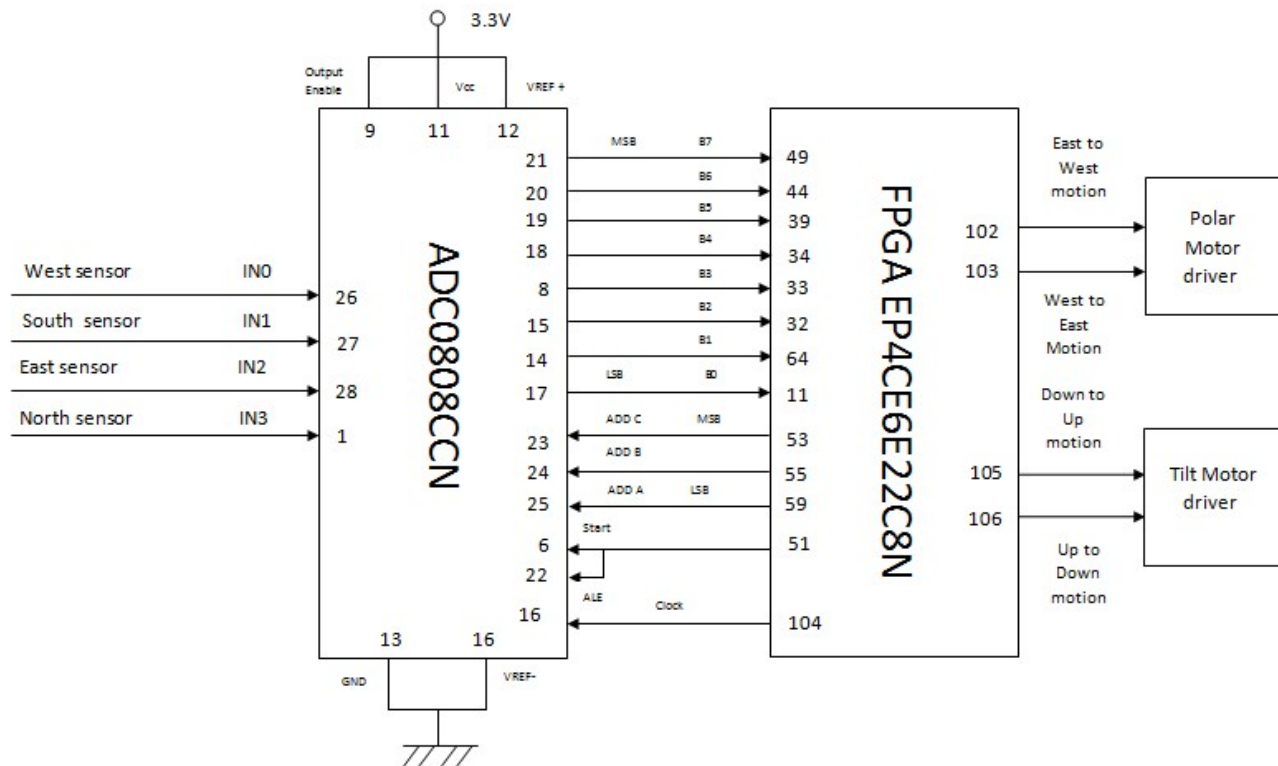 3.3V
Output
Enable
Vcc
VREF +
9
11
12
West sensor IN0
South sensor IN1
East sensor IN2
North sensor IN3
26
27
28
1
ADC0808CCN
21
20
19
18
8
15
14
17
23
24
25
6
22
16
13
16
GND
VREF-
MSB B7
B6
B5
B4
B3
B2
B1
LSB B0
ADD C MSB
ADD B
ADD A LSB
Start
ALE
Clock
49
44
39
34
33
32
64
11
53
55
59
51
104
FPGA EP4CE6E22C8N
102
103
105
106
East to
West
motion
West to
East
Motion
Down to
Up
motion
Up to
Down
motion
Polar
Motor
driver
Tilt Motor
driver